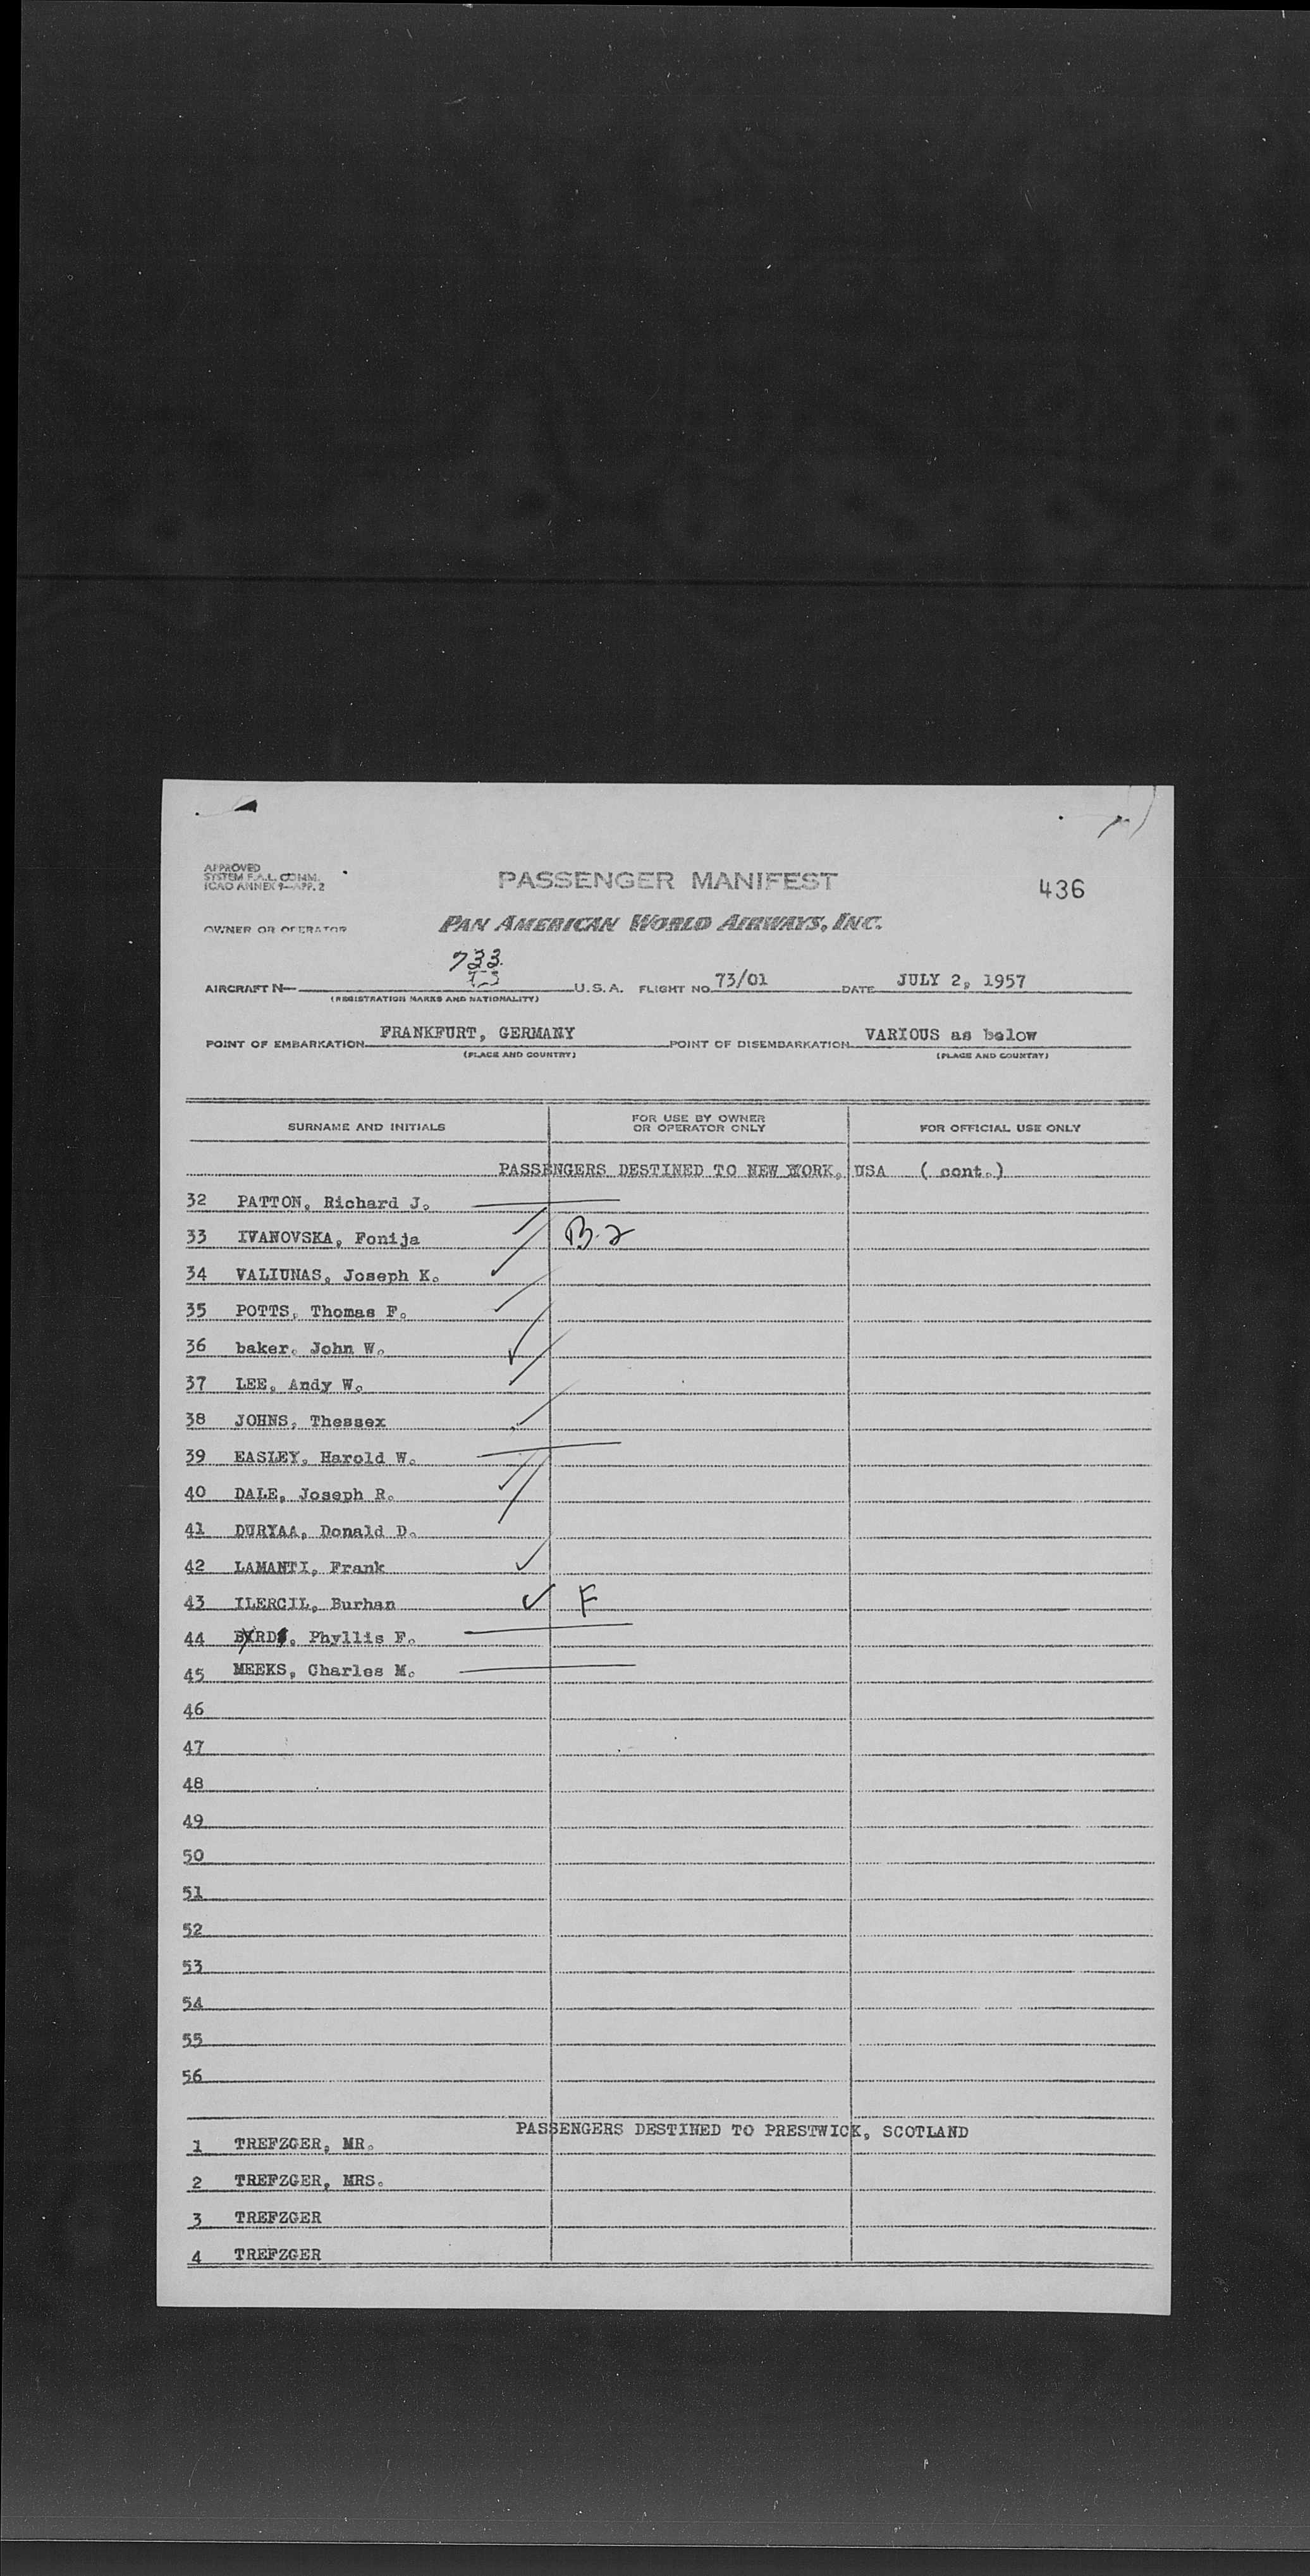 APPROVED
SYSTEM F.A.L. COMM.
ICAO ANNEX 9—APP. 2
PASSENGER MANIFEST
436
OWNER OR OPERATOR
PAN AMERICAN WORLD AIRWAYS, INC.
733
AIRCRAFT N— U.S.A. FLIGHT NO. 73/01 DATE JULY 2, 1957
(REGISTRATION MARKS AND NATIONALITY)
POINT OF EMBARKATION FRANKFURT, GERMANY POINT OF DISEMBARKATION VARIOUS as below
(PLACE AND COUNTRY) (PLACE AND COUNTRY)
SURNAME AND INITIALS FOR USE BY OWNER OR OPERATOR ONLY FOR OFFICIAL USE ONLY
PASSENGERS DESTINED TO NEW YORK, USA ( cont.)
32 PATTON, Richard J.
33 IVANOVSKA, Fonija B-2
34 VALIUNAS, Joseph K.
35 POTTS, Thomas F.
36 baker, John W.
37 LEE, Andy W.
38 JOHNS, Thessex
39 EASLEY, Harold W.
40 DALE, Joseph R.
41 DURYAA, Donald D.
42 LAMANTI, Frank
43 ILERCIL, Burhan F
44 BYRD, Phyllis F.
45 MEEKS, Charles M.
46
47
48
49
50
51
52
53
54
55
56
PASSENGERS DESTINED TO PRESTWICK, SCOTLAND
1 TREFZGER, MR.
2 TREFZGER, MRS.
3 TREFZGER
4 TREFZGER